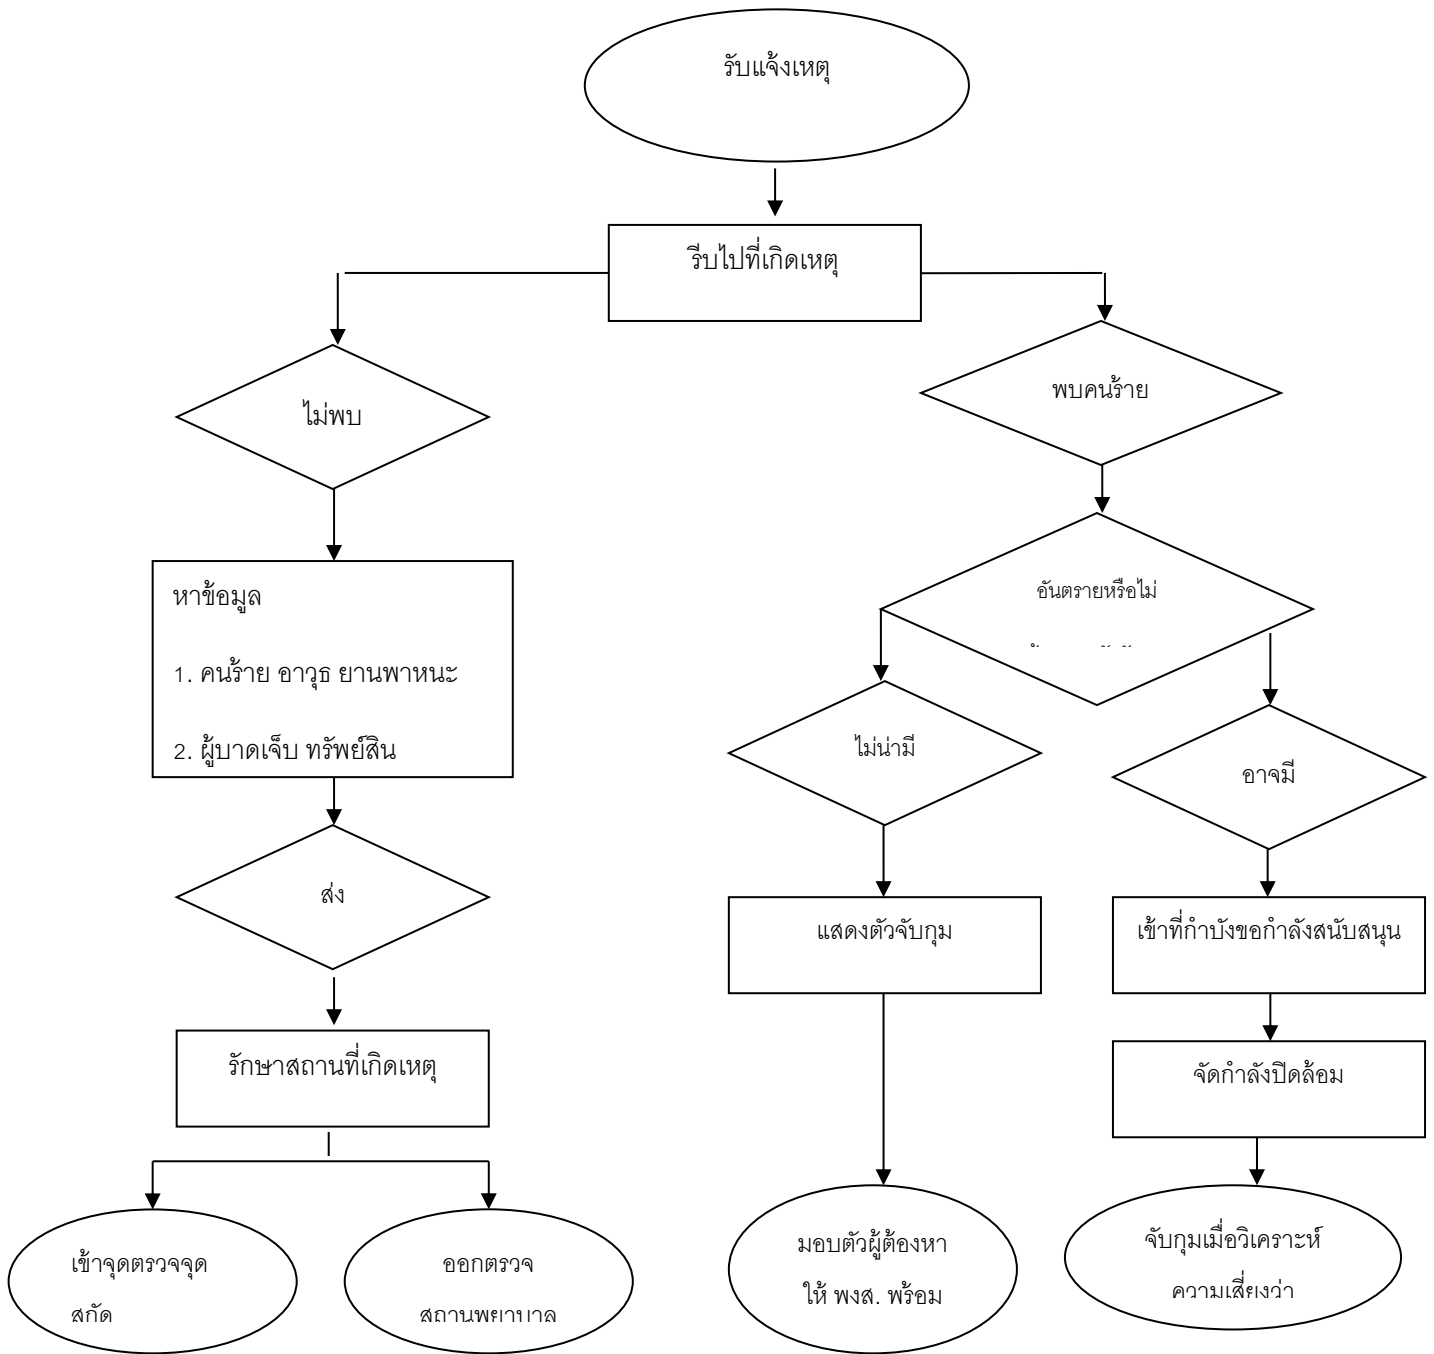 รับแจ้งเหตุ
รีบไปที่เกิดเหตุ
ไม่พบ
พบคนร้าย
หาข้อมูล
1. คนร้าย อาวุธ ยานพาหนะ
2. ผู้บาดเจ็บ ทรัพย์สิน
อันตรายหรือไม่
ไม่น่ามี
อาจมี
ส่ง
แสดงตัวจับกุม
เข้าที่กำบังขอกำลังสนับสนุน
รักษาสถานที่เกิดเหตุ
จัดกำลังปิดล้อม
เข้าจุดตรวจจุด
สกัด
ออกตรวจ
สถานพยาบาล
มอบตัวผู้ต้องหา
ให้ พงส. พร้อม
จับกุมเมื่อวิเคราะห์
ความเสี่ยงว่า